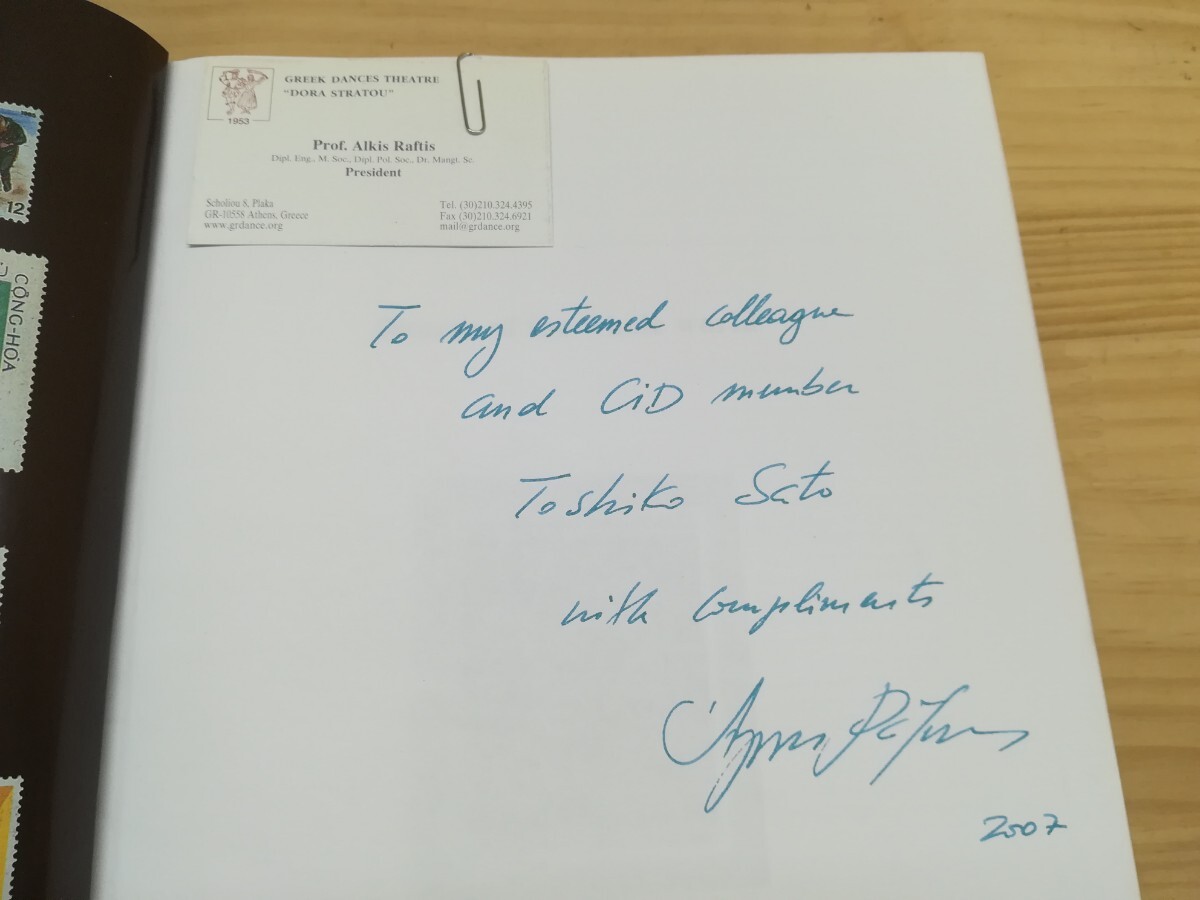 12
CỘNG-HÒA
GREEK DANCES THEATRE
"DORA STRATOU"
1953
Prof. Alkis Raftis
Dipl. Eng., M. Soc., Dipl. Pol. Soc., Dr. Mangt. Sc.
President
Scholiou 8, Plaka
GR-10558 Athens, Greece
www.grdance.org
Tel. (30)210.324.4395
Fax (30)210.324.6921
mail@grdance.org
To my esteemed colleague
and CiD member
Toshiko Sato
with compliments
2007